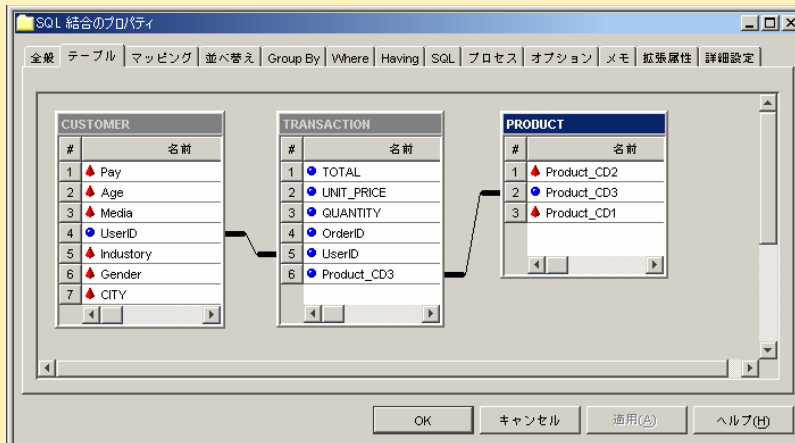 SQL 結合のプロパティ
全般 テーブル マッピング 並べ替え Group By Where Having SQL プロセス オプション メモ 拡張属性 詳細設定
CUSTOMER
# 名前
1 Pay
2 Age
3 Media
4 UserID
5 Industory
6 Gender
7 CITY
TRANSACTION
# 名前
1 TOTAL
2 UNIT_PRICE
3 QUANTITY
4 OrderID
5 UserID
6 Product_CD3
PRODUCT
# 名前
1 Product_CD2
2 Product_CD3
3 Product_CD1
OK キャンセル 適用(A) ヘルプ(H)